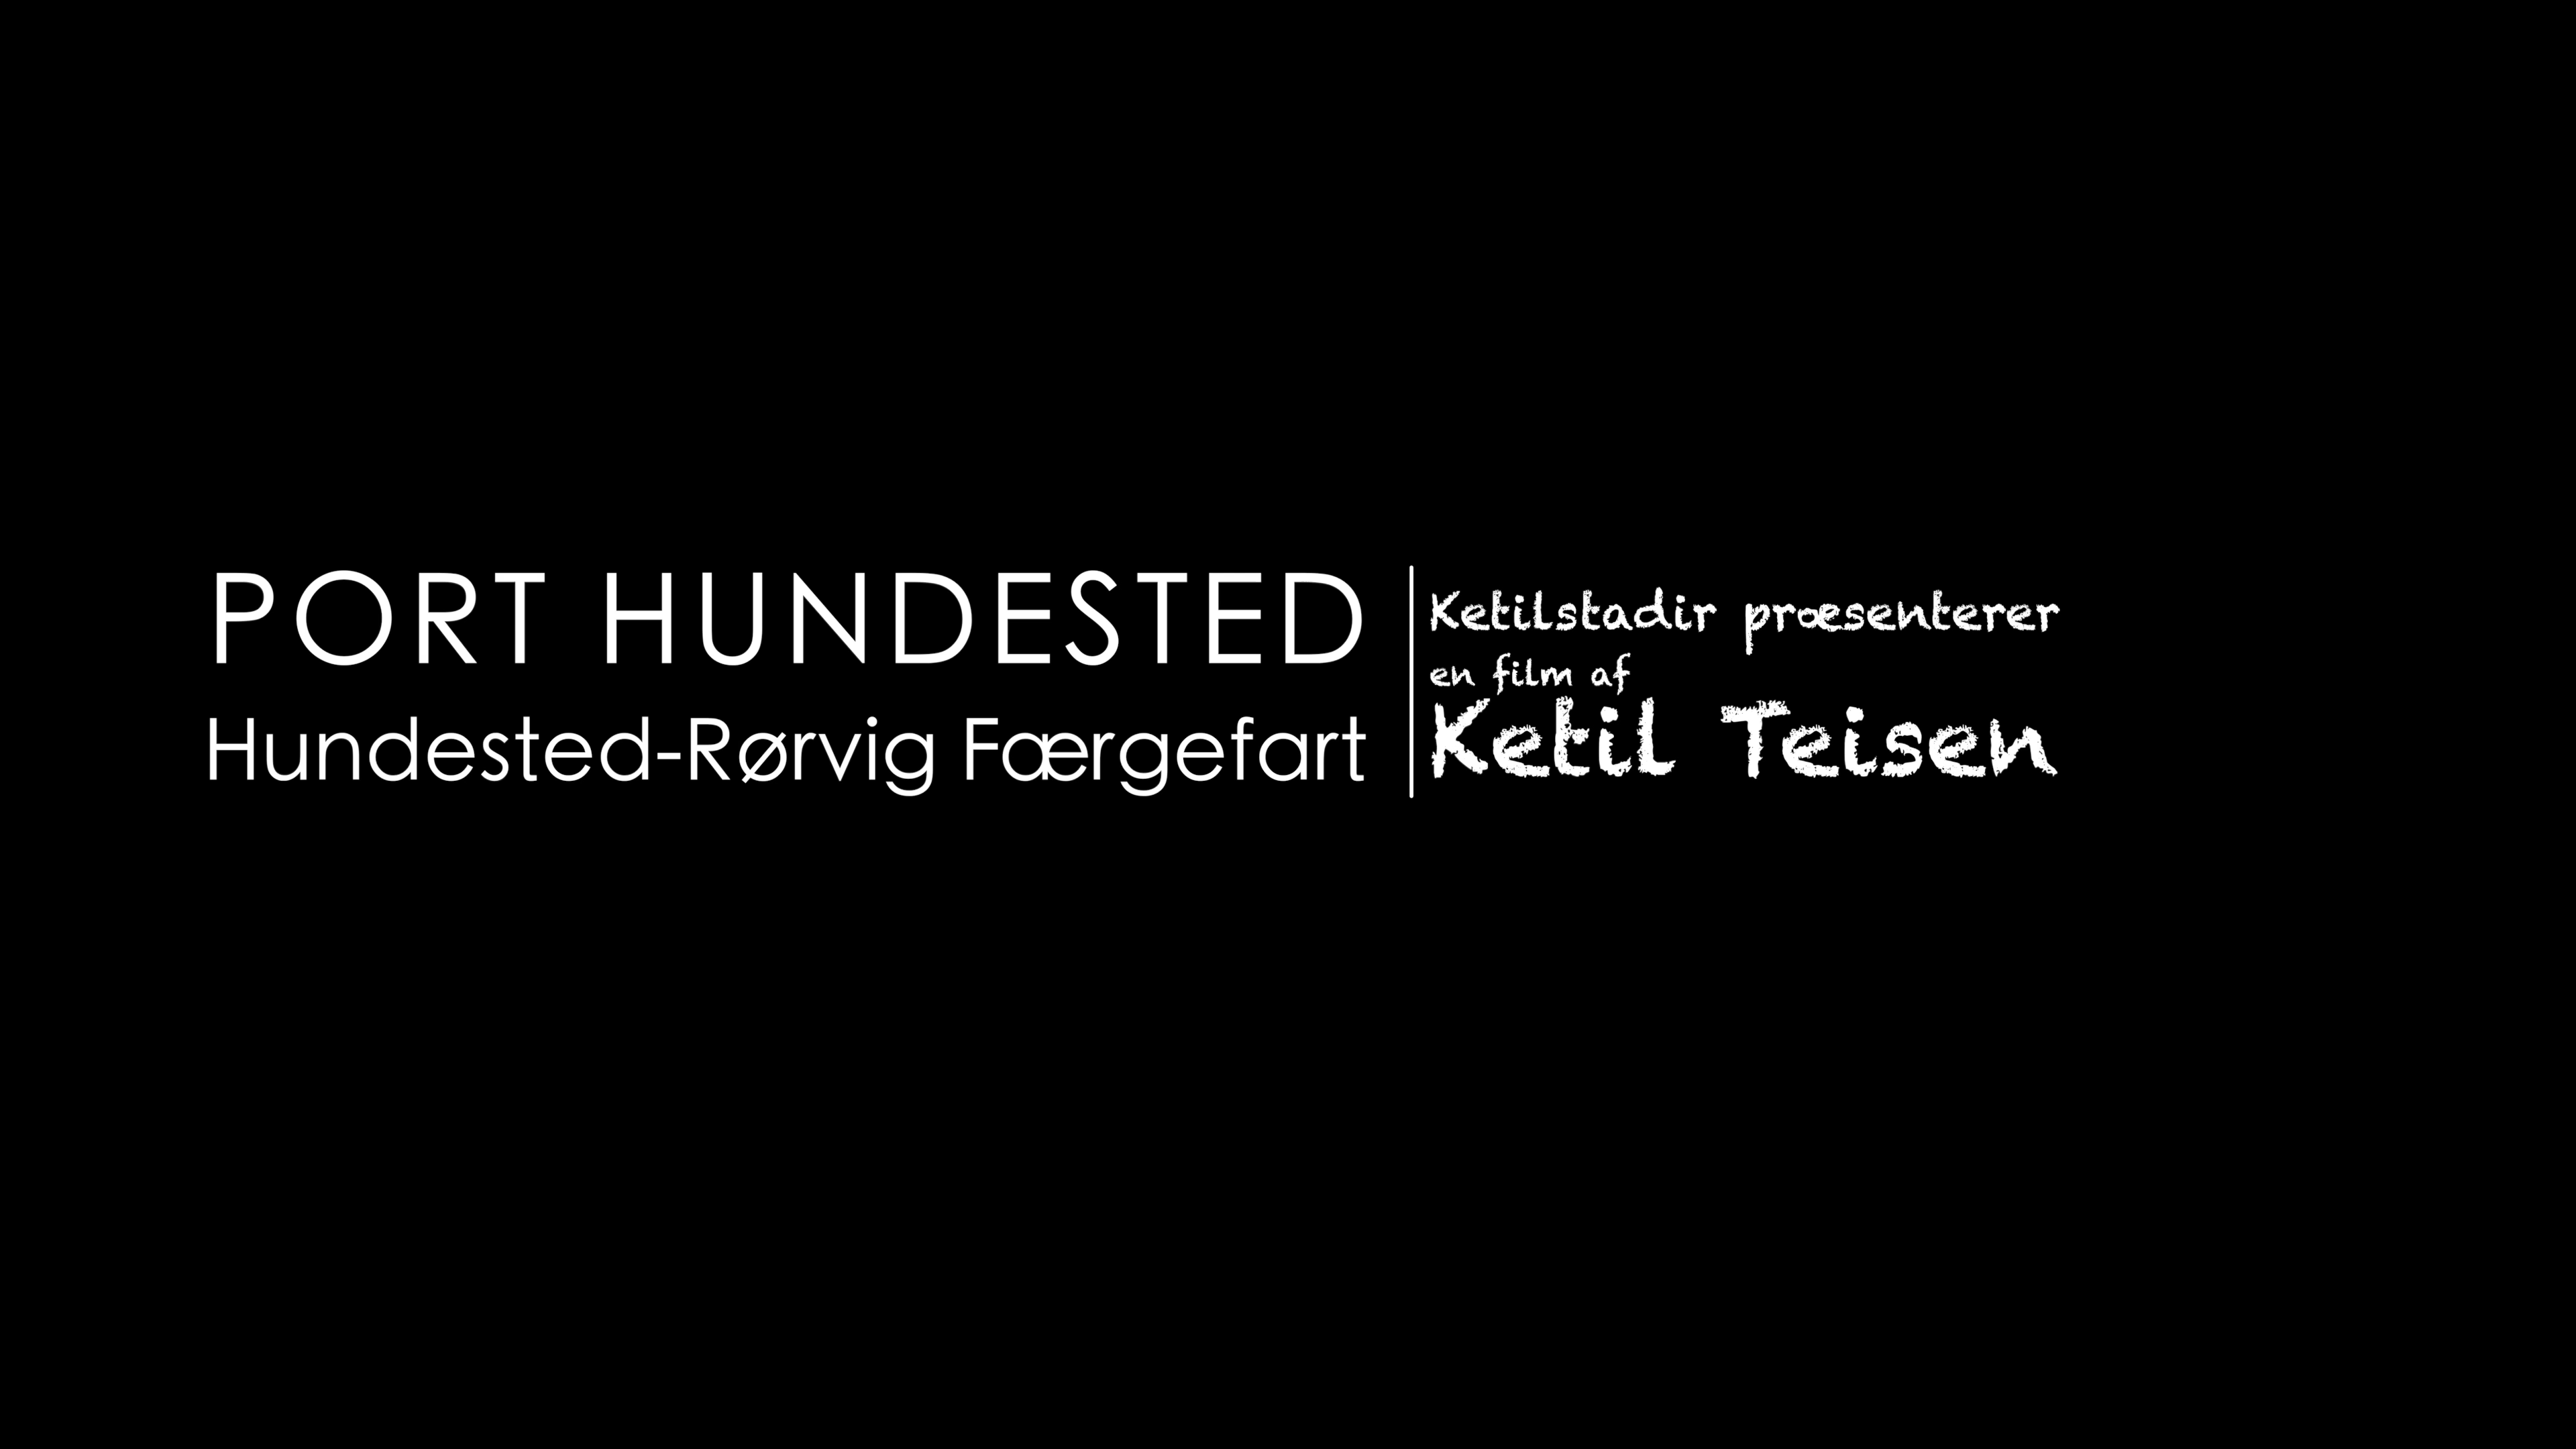 PORT HUNDESTED
Hundested-Rørvig Færgefart
Ketilstadir præsenterer
en film af
Ketil Teisen